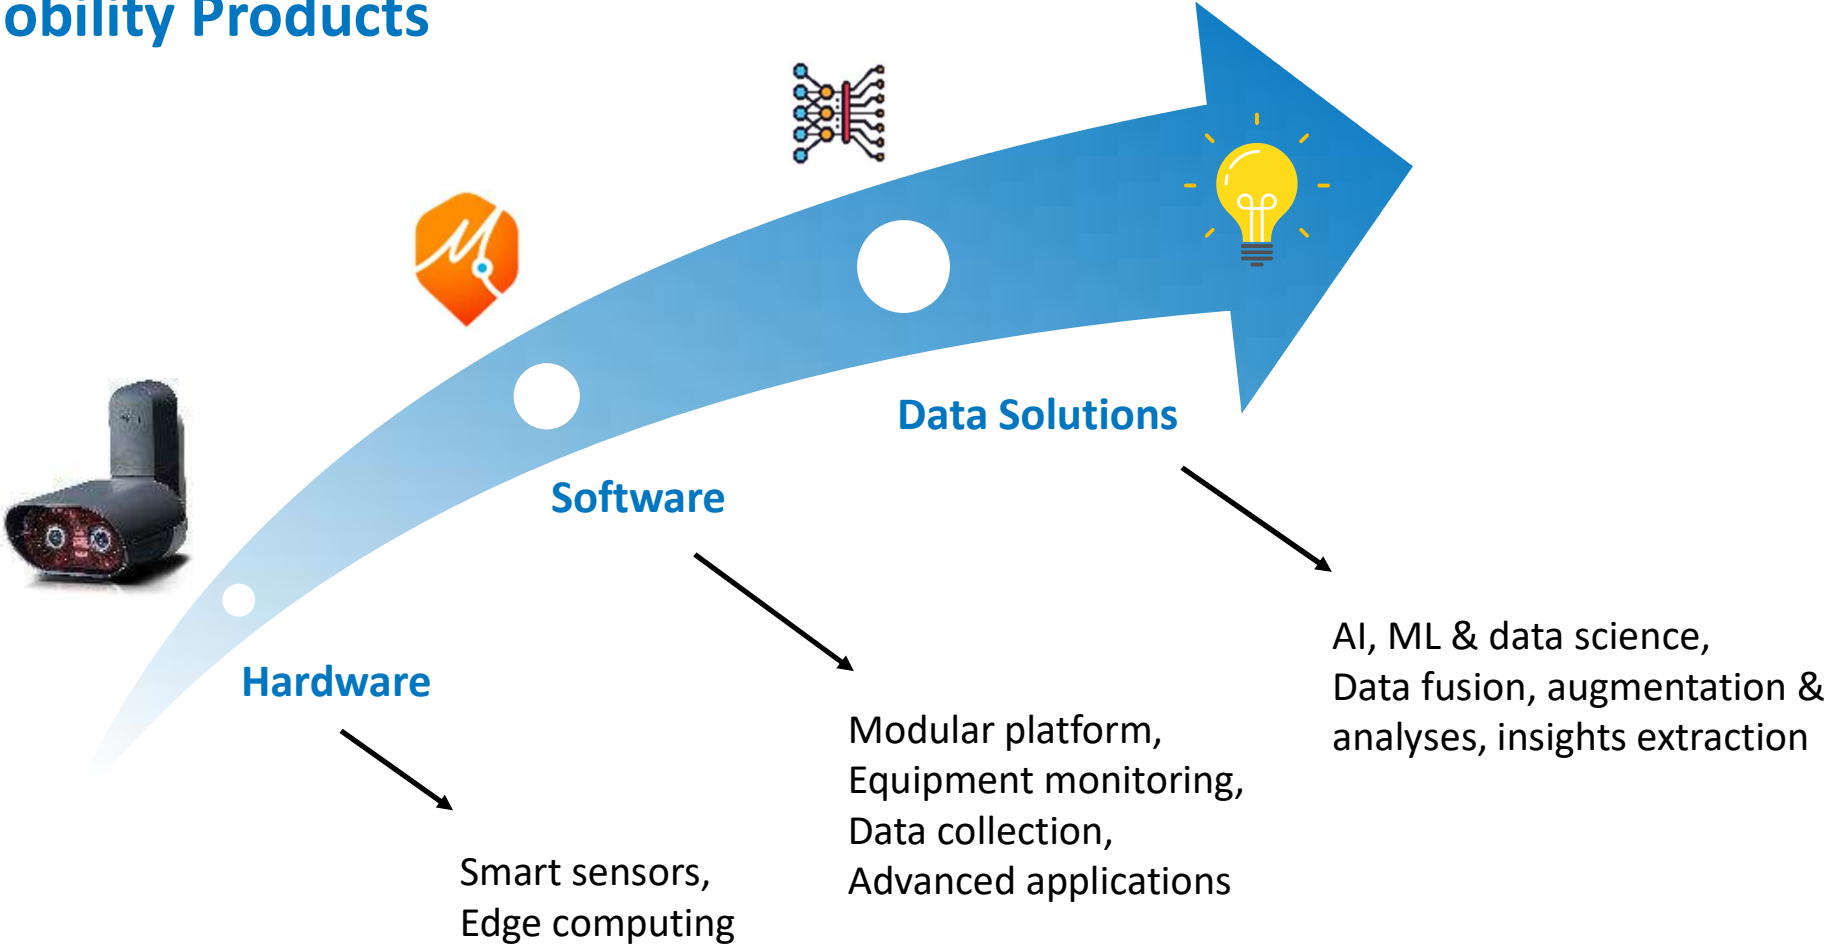 obility Products
Data Solutions
Software
Hardware
AI, ML & data science,
Data fusion, augmentation &
analyses, insights extraction
Modular platform,
Equipment monitoring,
Data collection,
Advanced applications
Smart sensors,
Edge computing